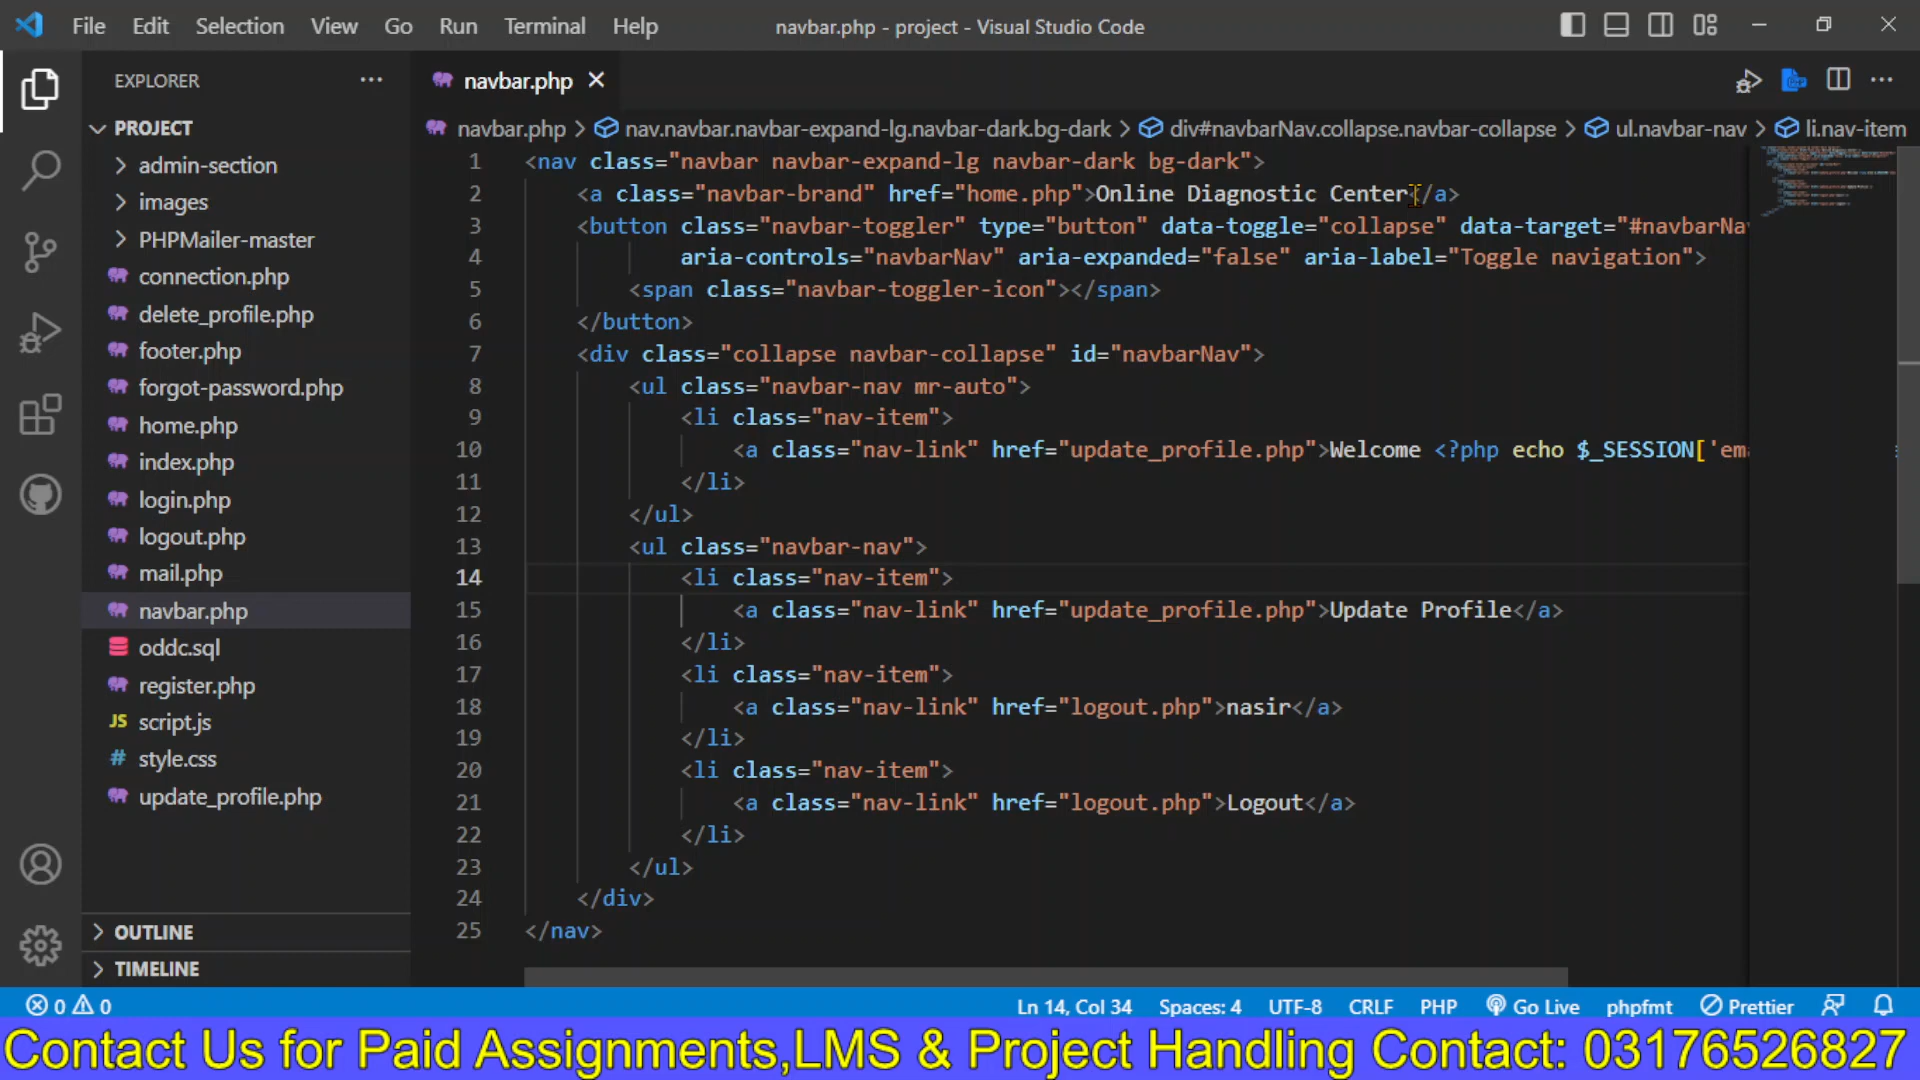 File Edit Selection View Go Run Terminal Help navbar.php - project - Visual Studio Code
EXPLORER ··· navbar.php
PROJECT
navbar.php > nav.navbar.navbar-expand-lg.navbar-dark.bg-dark > div#navbarNav.collapse.navbar-collapse > ul.navbar-nav > li.nav-item
admin-section
images
PHPMailer-master
connection.php
delete_profile.php
footer.php
forgot-password.php
home.php
index.php
login.php
logout.php
mail.php
navbar.php
oddc.sql
register.php
JS script.js
# style.css
update_profile.php
OUTLINE
TIMELINE
1 <nav class="navbar navbar-expand-lg navbar-dark bg-dark">
2 <a class="navbar-brand" href="home.php">Online Diagnostic Center</a>
3 <button class="navbar-toggler" type="button" data-toggle="collapse" data-target="#navbarNa
4 aria-controls="navbarNav" aria-expanded="false" aria-label="Toggle navigation">
5 <span class="navbar-toggler-icon"></span>
6 </button>
7 <div class="collapse navbar-collapse" id="navbarNav">
8 <ul class="navbar-nav mr-auto">
9 <li class="nav-item">
10 <a class="nav-link" href="update_profile.php">Welcome <?php echo $_SESSION['ema
11 </li>
12 </ul>
13 <ul class="navbar-nav">
14 <li class="nav-item">
15 <a class="nav-link" href="update_profile.php">Update Profile</a>
16 </li>
17 <li class="nav-item">
18 <a class="nav-link" href="logout.php">nasir</a>
19 </li>
20 <li class="nav-item">
21 <a class="nav-link" href="logout.php">Logout</a>
22 </li>
23 </ul>
24 </div>
25 </nav>
0 0 Ln 14, Col 34 Spaces: 4 UTF-8 CRLF PHP Go Live phpfmt Prettier
Contact Us for Paid Assignments,LMS & Project Handling Contact: 03176526827